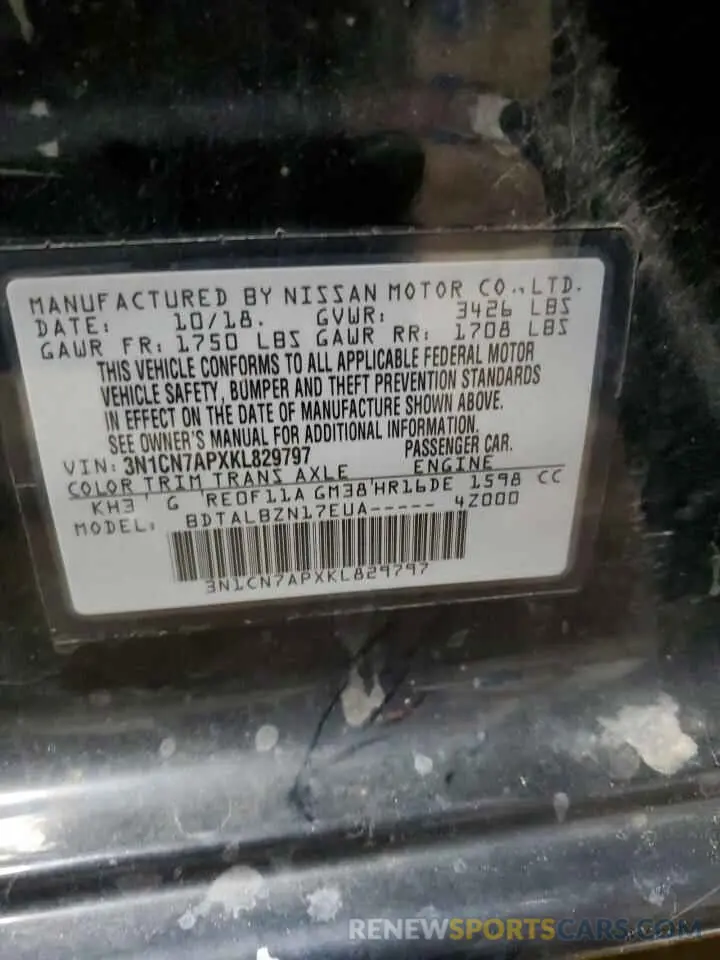 MANUFACTURED BY NISSAN MOTOR CO., LTD.
DATE: 10/18. GVWR: 3426 LBS
GAWR FR: 1750 LBS GAWR RR: 1708 LBS
THIS VEHICLE CONFORMS TO ALL APPLICABLE FEDERAL MOTOR
VEHICLE SAFETY, BUMPER AND THEFT PREVENTION STANDARDS
IN EFFECT ON THE DATE OF MANUFACTURE SHOWN ABOVE.
SEE OWNER'S MANUAL FOR ADDITIONAL INFORMATION.
VIN: 3N1CN7APXKL829797 PASSENGER CAR.
COLOR TRIM TRANS AXLE ENGINE
KH3 G RE0F11A GM38 HR16DE 1598 CC
MODEL: BDTALBZN17EUA----- 4Z000
3N1CN7APXKL829797
RENEWSPORTSCARS.COM